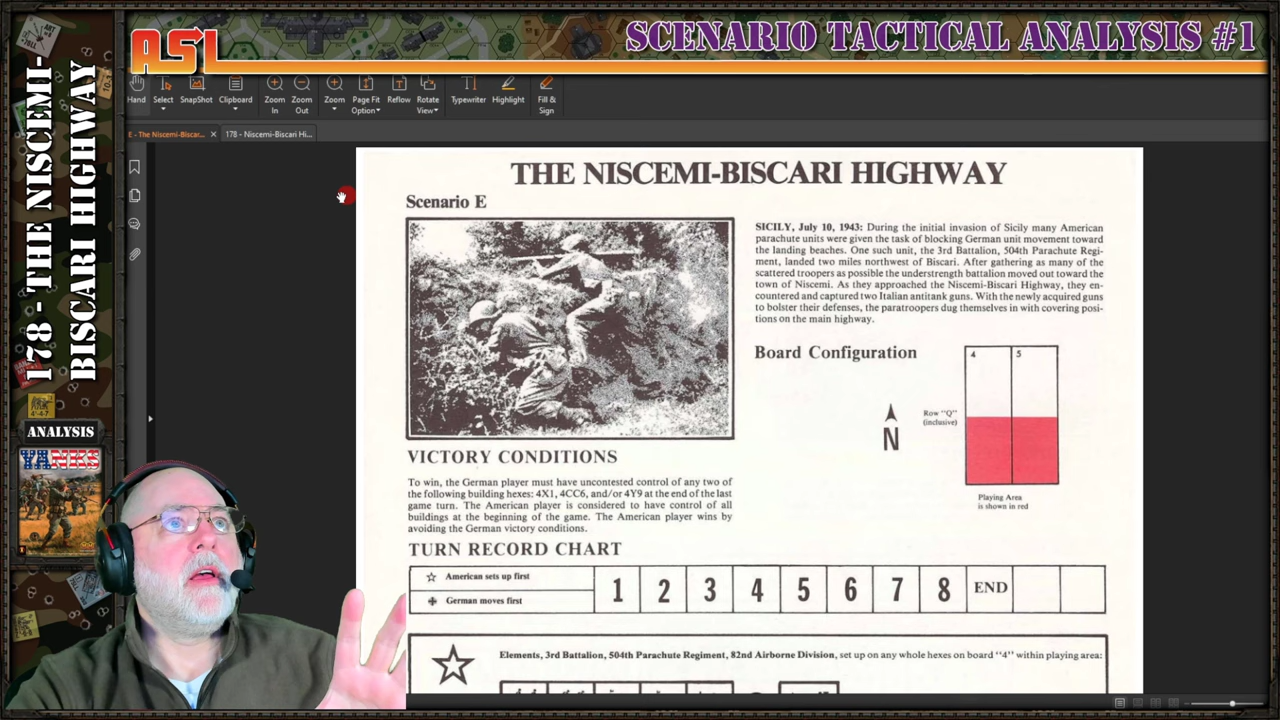 ASL
SCENARIO TACTICAL ANALYSIS #1
178 - THE NISCEMI-
BISCARI HIGHWAY
Hand
Select
SnapShot
Clipboard
Zoom
In
Zoom
Out
Zoom
Page Fit
Option
Reflow
Rotate
View
Typewriter
Highlight
Fill &
Sign
E - The Niscemi-Biscar...
178 - Niscemi-Biscari Hi...
THE NISCEMI-BISCARI HIGHWAY
Scenario E
SICILY, July 10, 1943: During the initial invasion of Sicily many American
parachute units were given the task of blocking German unit movement toward
the landing beaches. One such unit, the 3rd Battalion, 504th Parachute Regi-
ment, landed two miles northwest of Biscari. After gathering as many of the
scattered troopers as possible the understrength battalion moved out toward the
town of Niscemi. As they approached the Niscemi-Biscari Highway, they en-
countered and captured two Italian antitank guns. With the newly acquired guns
to bolster their defenses, the paratroopers dug themselves in with covering posi-
tions on the main highway.
Board Configuration
4
5
Row "Q"
(inclusive)
N
Playing Area
is shown in red
VICTORY CONDITIONS
To win, the German player must have uncontested control of any two of
the following building hexes: 4X1, 4CC6, and/or 4Y9 at the end of the last
game turn. The American player is considered to have control of all
buildings at the beginning of the game. The American player wins by
avoiding the German victory conditions.
TURN RECORD CHART
American sets up first
German moves first
1 2 3 4 5 6 7 8 END
Elements, 3rd Battalion, 504th Parachute Regiment, 82nd Airborne Division, set up on any whole hexes on board "4" within playing area:
ANALYSIS
YANKS